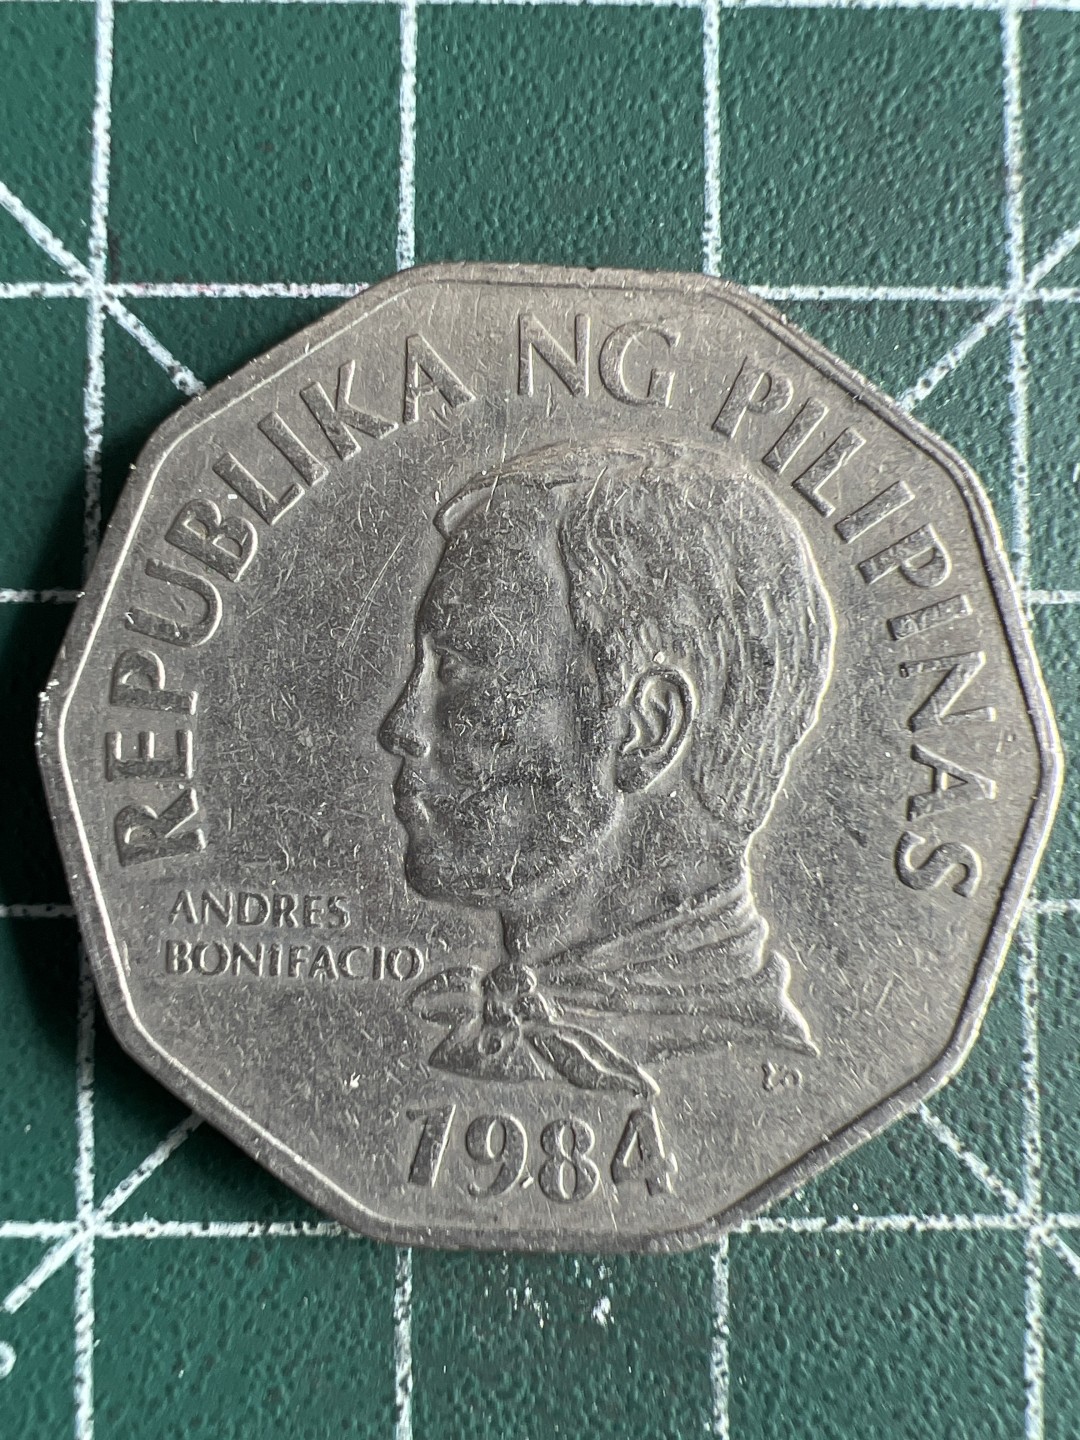 REPUBLIKA NG PILIPINAS
ANDRES
BONIFACIO
1984